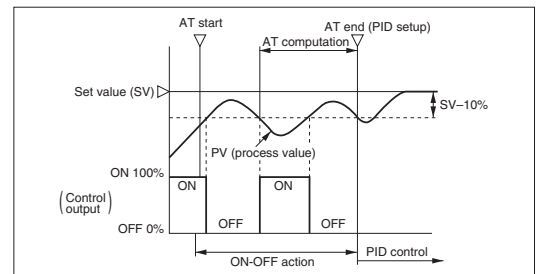 AT start
AT end (PID setup)
AT computation
Set value (SV)
SV–10%
PV (process value)
ON 100%
ON
ON
(Control output)
OFF
OFF
OFF 0%
ON-OFF action
PID control